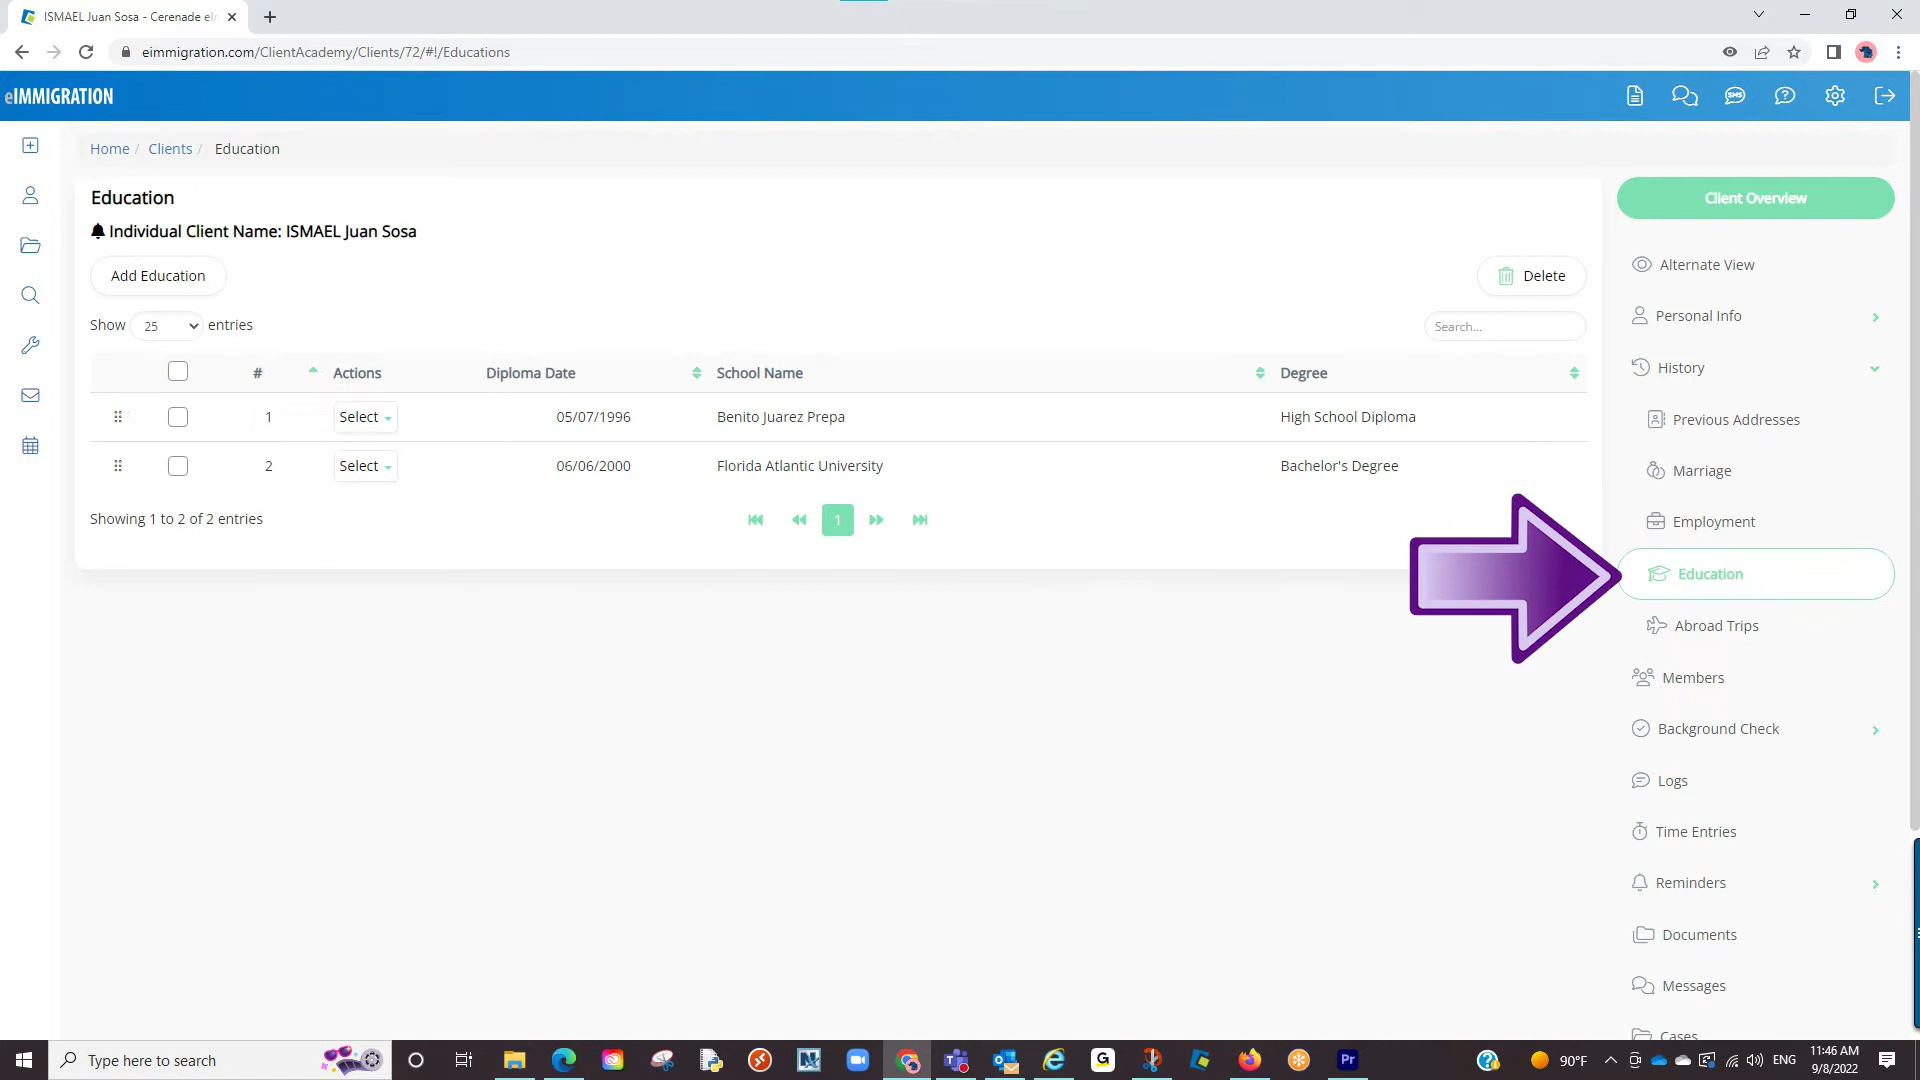 ISMAEL Juan Sosa - Cerenade eIn
eimmigration.com/ClientAcademy/Clients/72/#!/Educations
eIMMIGRATION
SMS
Home / Clients / Education
Education
Individual Client Name: ISMAEL Juan Sosa
Add Education
Delete
Show 25 entries
Search...
# Actions Diploma Date School Name Degree
1 Select 05/07/1996 Benito Juarez Prepa High School Diploma
2 Select 06/06/2000 Florida Atlantic University Bachelor's Degree
Showing 1 to 2 of 2 entries
1
Client Overview
Alternate View
Personal Info
History
Previous Addresses
Marriage
Employment
Education
Abroad Trips
Members
Background Check
Logs
Time Entries
Reminders
Documents
Messages
Cases
Type here to search
G
Pr
90°F
ENG
11:46 AM
9/8/2022